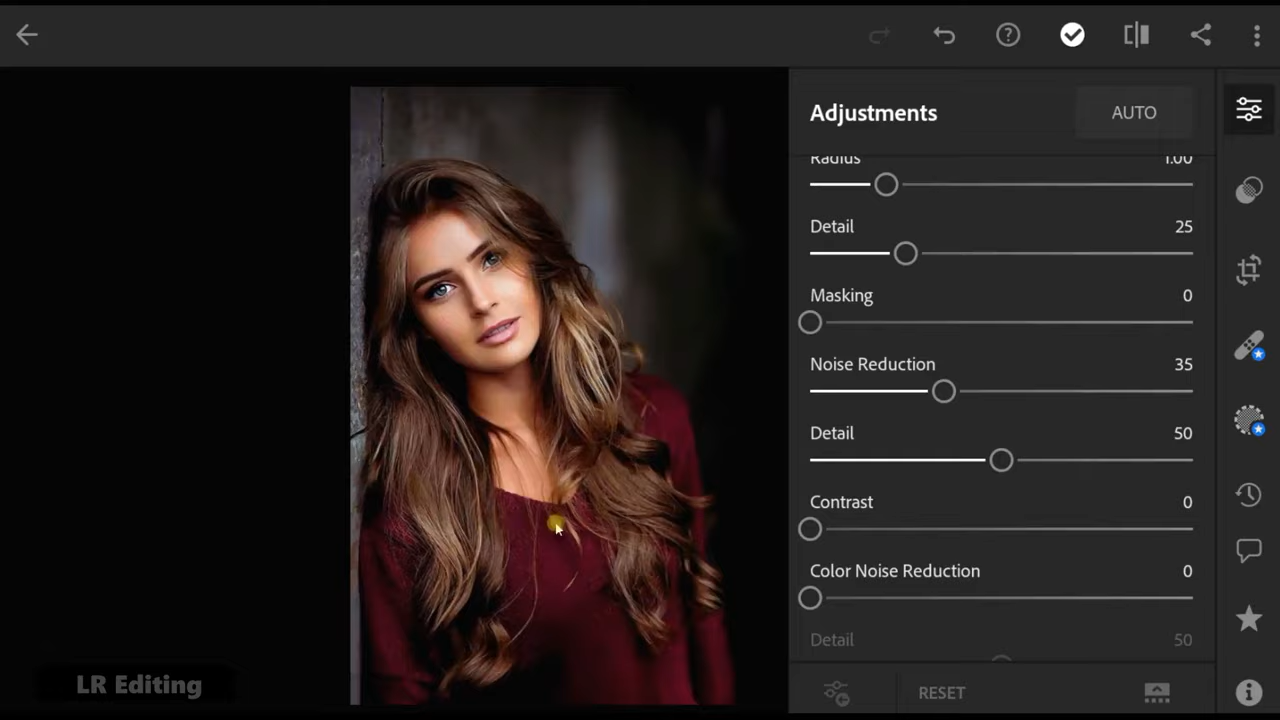 Adjustments
AUTO
Radius 1.00
Detail 25
Masking 0
Noise Reduction 35
Detail 50
Contrast 0
Color Noise Reduction 0
Detail 50
LR Editing
RESET